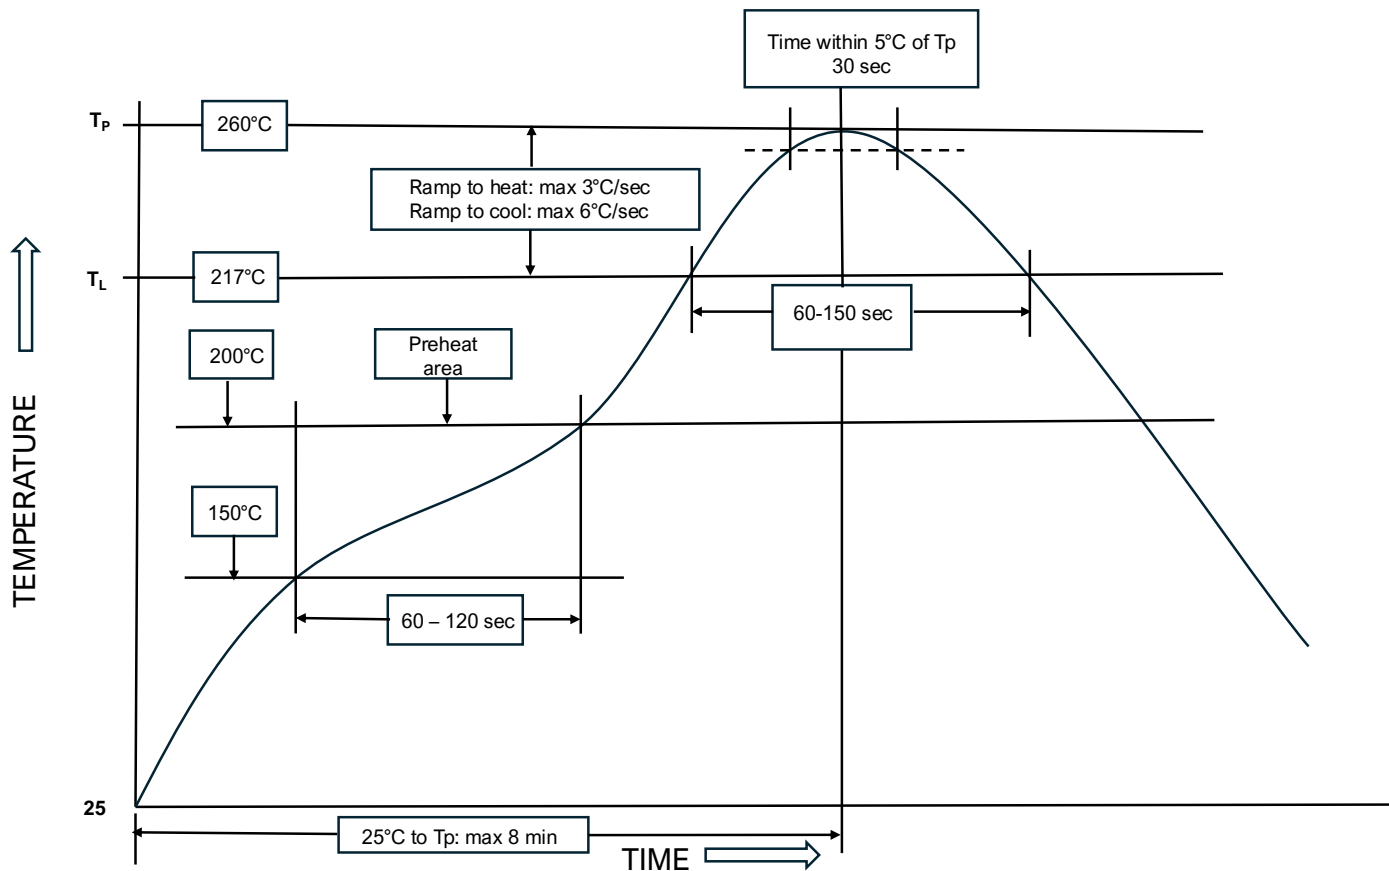 Time within 5°C of Tp
30 sec
TP
260°C
Ramp to heat: max 3°C/sec
Ramp to cool: max 6°C/sec
TL
217°C
60-150 sec
200°C
Preheat
area
150°C
60 – 120 sec
TEMPERATURE
25
25°C to Tp: max 8 min
TIME